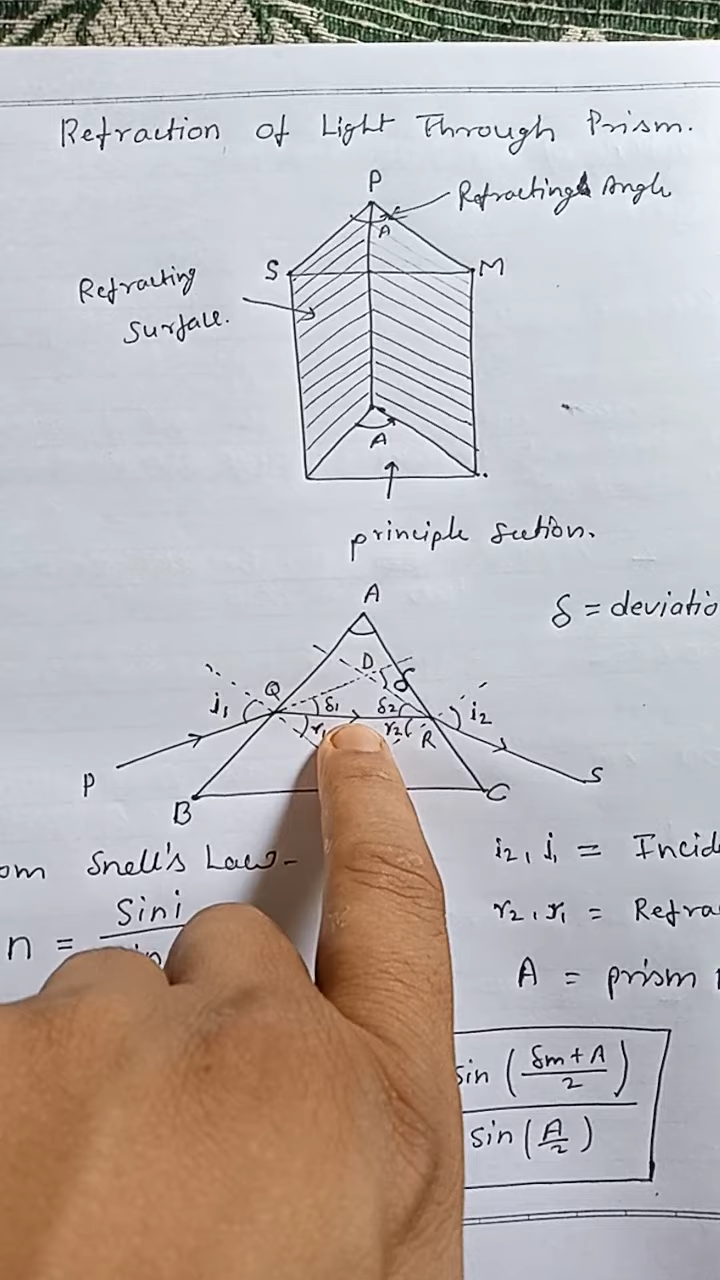 Refraction of Light Through Prism.
P
Refracting Angle
A
S
M
Refracting
Surface.
A
principle section.
A
δ = deviatio
D
δ
Q
i₁
δ₁
δ₂
i₂
r₁
r₂
R
P
S
B
C
om Snell's Law-
i₂, i₁ = Incid
n = Sini
r₂, r₁ = Refra
A = prism
sin (δm+A/2)
sin (A/2)